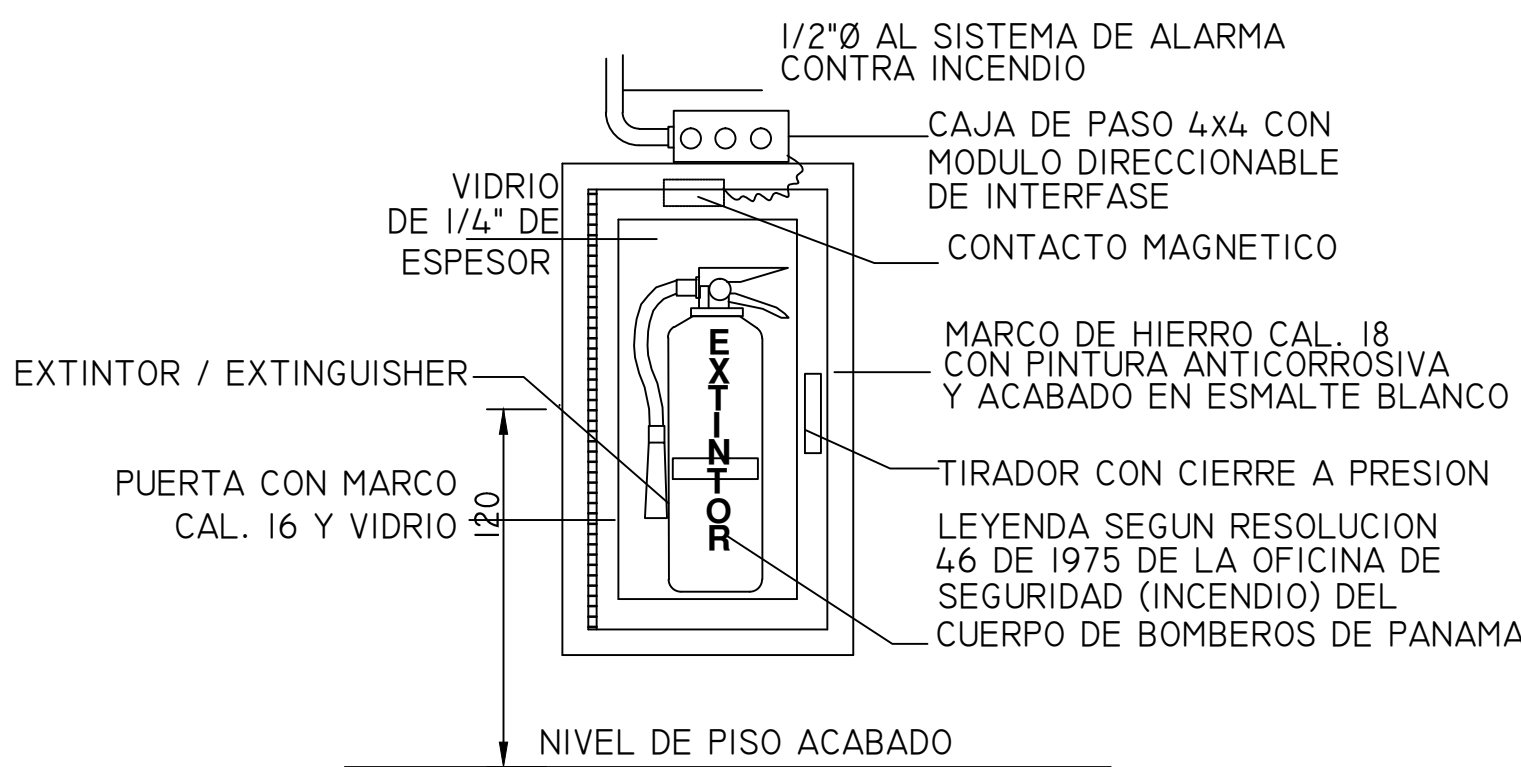 1/2"Ø AL SISTEMA DE ALARMA
CONTRA INCENDIO
CAJA DE PASO 4x4 CON
MODULO DIRECCIONABLE
DE INTERFASE
VIDRIO
DE 1/4" DE
ESPESOR
CONTACTO MAGNETICO
MARCO DE HIERRO CAL. 18
CON PINTURA ANTICORROSIVA
Y ACABADO EN ESMALTE BLANCO
EXTINTOR / EXTINGUISHER
EXTINTOR
TIRADOR CON CIERRE A PRESION
PUERTA CON MARCO
CAL. 16 Y VIDRIO
120
LEYENDA SEGUN RESOLUCION
46 DE 1975 DE LA OFICINA DE
SEGURIDAD (INCENDIO) DEL
CUERPO DE BOMBEROS DE PANAMA
NIVEL DE PISO ACABADO